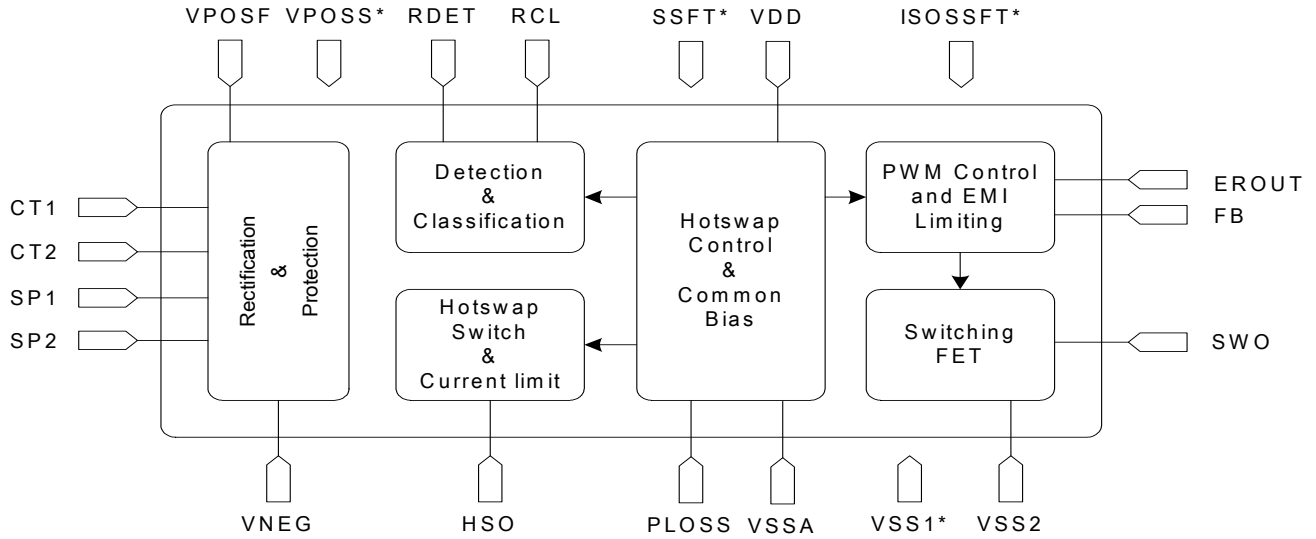 VPOSF VPOSS* RDET RCL SSFT* VDD ISOSSFT*
CT1
CT2
SP1
SP2
Rectification
&
Protection
Detection
&
Classification
Hotswap
Switch
&
Current limit
Hotswap
Control
&
Common
Bias
PWM Control
and EMI
Limiting
Switching
FET
EROUT
FB
SWO
VNEG HSO PLOSS VSSA VSS1* VSS2